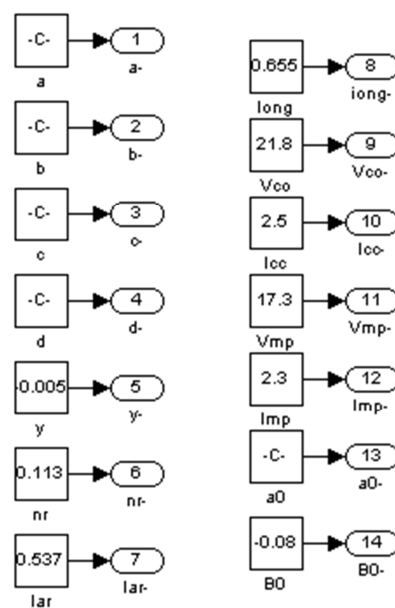 -C-
1
a
a-
-C-
2
b
b-
-C-
3
c
c-
-C-
4
d
d-
-0.005
5
y
y-
0.113
6
nr
nr-
0.537
7
lar
lar-
0.655
8
long
iong-
21.8
9
Vco
Vco-
2.5
10
Icc
Icc-
17.3
11
Vmp
Vmp-
2.3
12
Imp
Imp-
-C-
13
a0
a0-
-0.08
14
B0
B0-